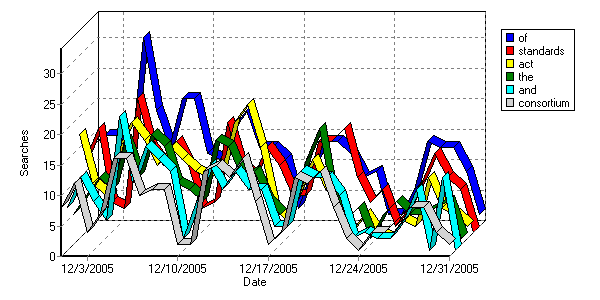 30
25
20
15
10
5
0
Searches
12/3/2005 12/10/2005 12/17/2005 12/24/2005 12/31/2005
Date
of
standards
act
the
and
consortium